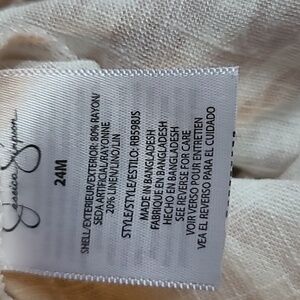 Jessica Simpson
24M
SHELL/EXTERIEUR/EXTERIOR: 80% RAYON/
SEDA ARTIFICIAL/RAYONNE
20% LINEN/LINO/LIN
STYLE/STYLE/ESTILO: RB598JS
MADE IN BANGLADESH
FABRIQUE EN BANGLADESH
HECHO EN BANGLADESH
SEE REVERSE FOR CARE
VOIR VERSO POUR ENTRETIEN
VEA EL REVERSO PARA EL CUIDADO